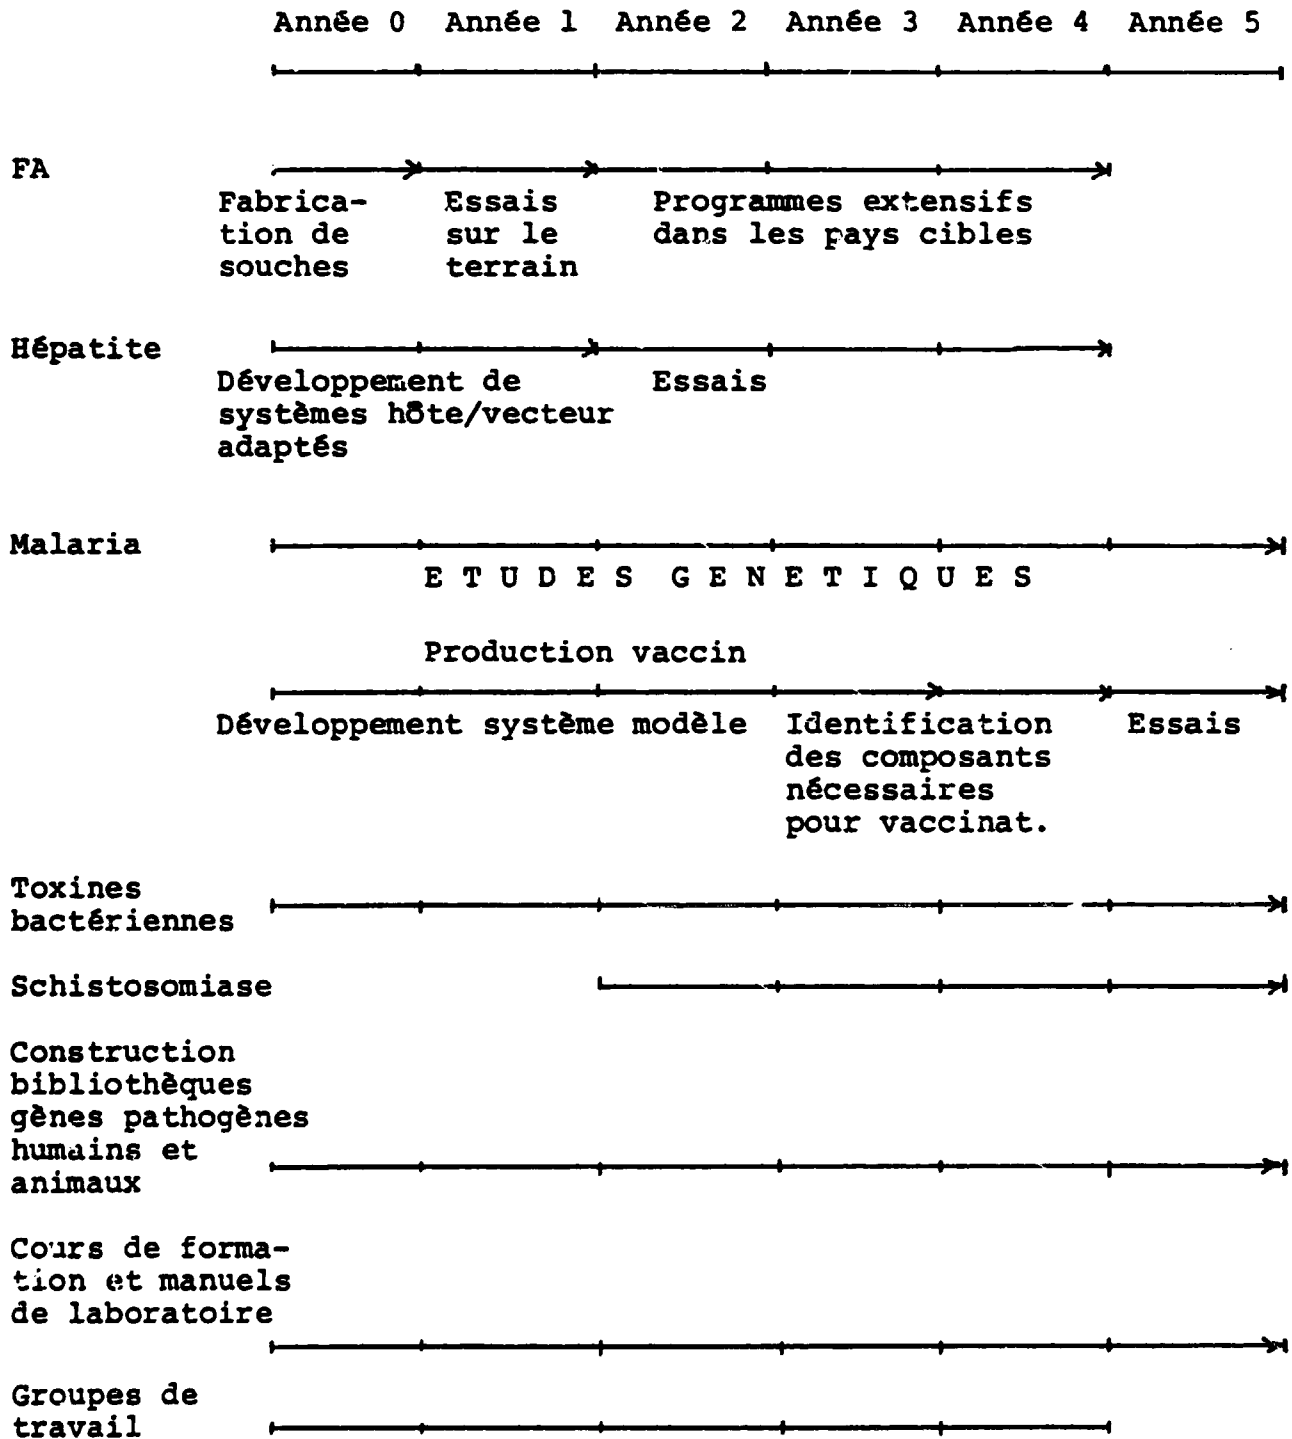 Année 0 Année 1 Année 2 Année 3 Année 4 Année 5
FA
Fabrica-
tion de
souches
Essais
sur le
terrain
Programmes extensifs
dans les pays cibles
Hépatite
Développement de
systèmes hôte/vecteur
adaptés
Essais
Malaria
E T U D E S G E N E T I Q U E S
Production vaccin
Développement système modèle
Identification
des composants
nécessaires
pour vaccinat.
Essais
Toxines
bactériennes
Schistosomiase
Construction
bibliothèques
gènes pathogènes
humains et
animaux
Cours de forma-
tion et manuels
de laboratoire
Groupes de
travail